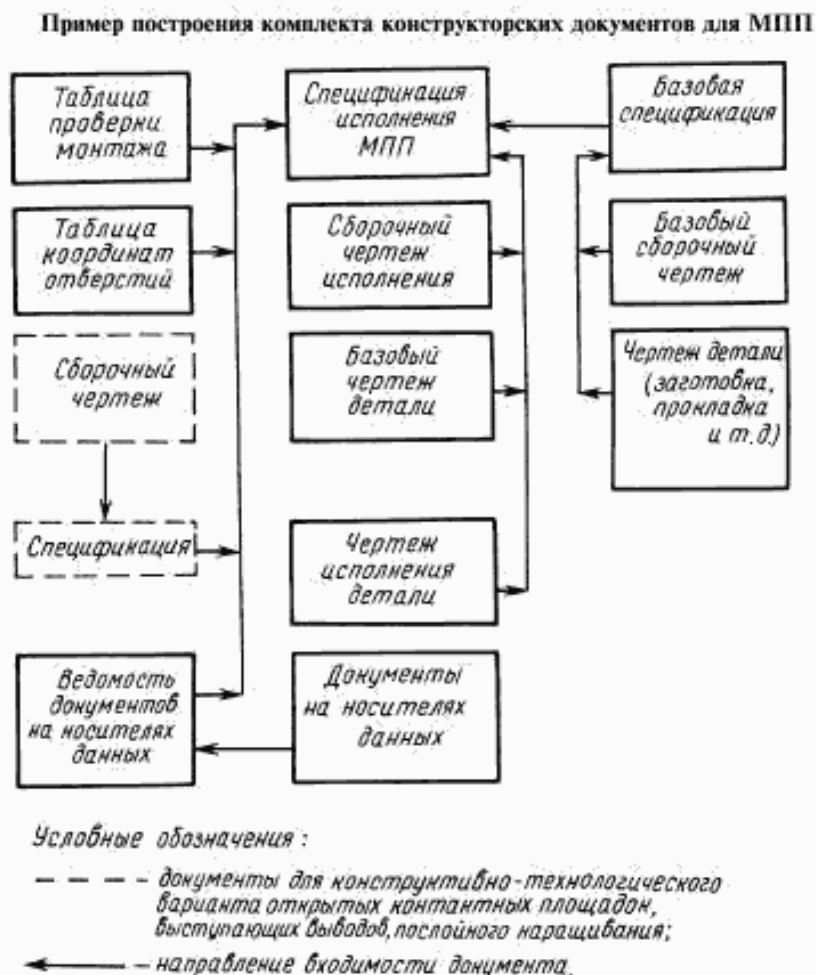 Пример построения комплекта конструкторских документов для МПП
Таблица
проверки
монтажа
Спецификация
исполнения
МПП
Базовая
спецификация
Таблица
координат
отверстий
Сборочный
чертеж
исполнения
Базовый
сборочный
чертеж
Сборочный
чертеж
Базовый
чертеж
детали
Чертеж детали
(заготовка,
прокладка
и т.д.)
Спецификация
Чертеж
исполнения
детали
Ведомость
документов
на носителях
данных
Документы
на носителях
данных
Условные обозначения:
— документы для конструктивно-технологического
варианта открытых контактных площадок,
выступающих выводов, послойного наращивания;
— направление входимости документа.